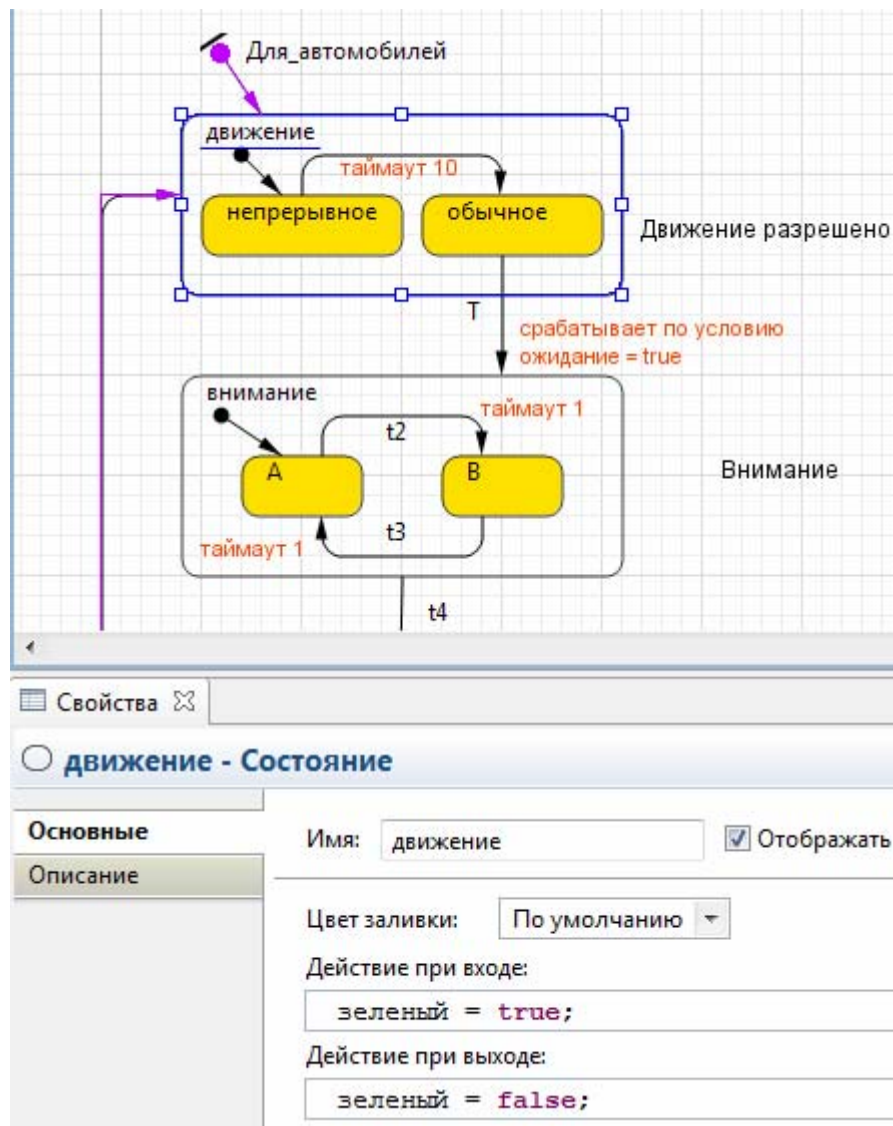 Для_автомобилей
движение
таймаут 10
непрерывное
обычное
Движение разрешено
T
срабатывает по условию
ожидание = true
внимание
таймаут 1
t2
A
B
Внимание
t3
таймаут 1
t4
Свойства
движение - Состояние
Основные
Имя: движение Отображать
Описание
Цвет заливки: По умолчанию
Действие при входе:
зеленый = true;
Действие при выходе:
зеленый = false;